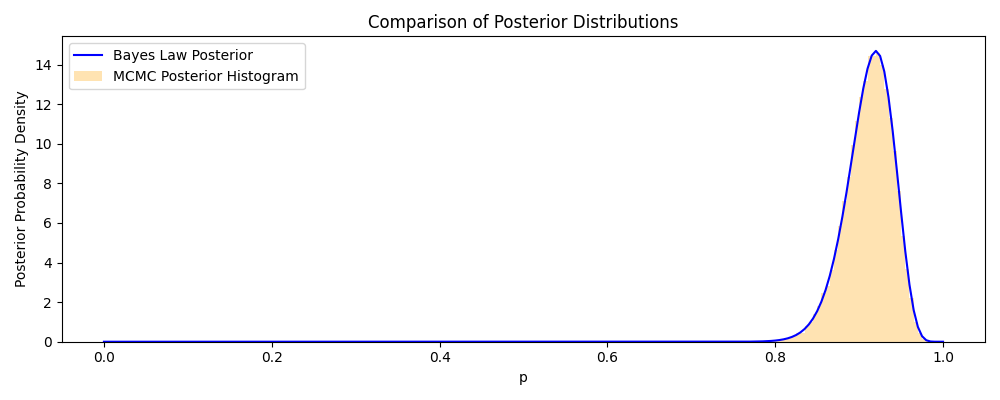 Comparison of Posterior Distributions
Bayes Law Posterior
MCMC Posterior Histogram
Posterior Probability Density
14
12
10
8
6
4
2
0
0.0 0.2 0.4 0.6 0.8 1.0
p